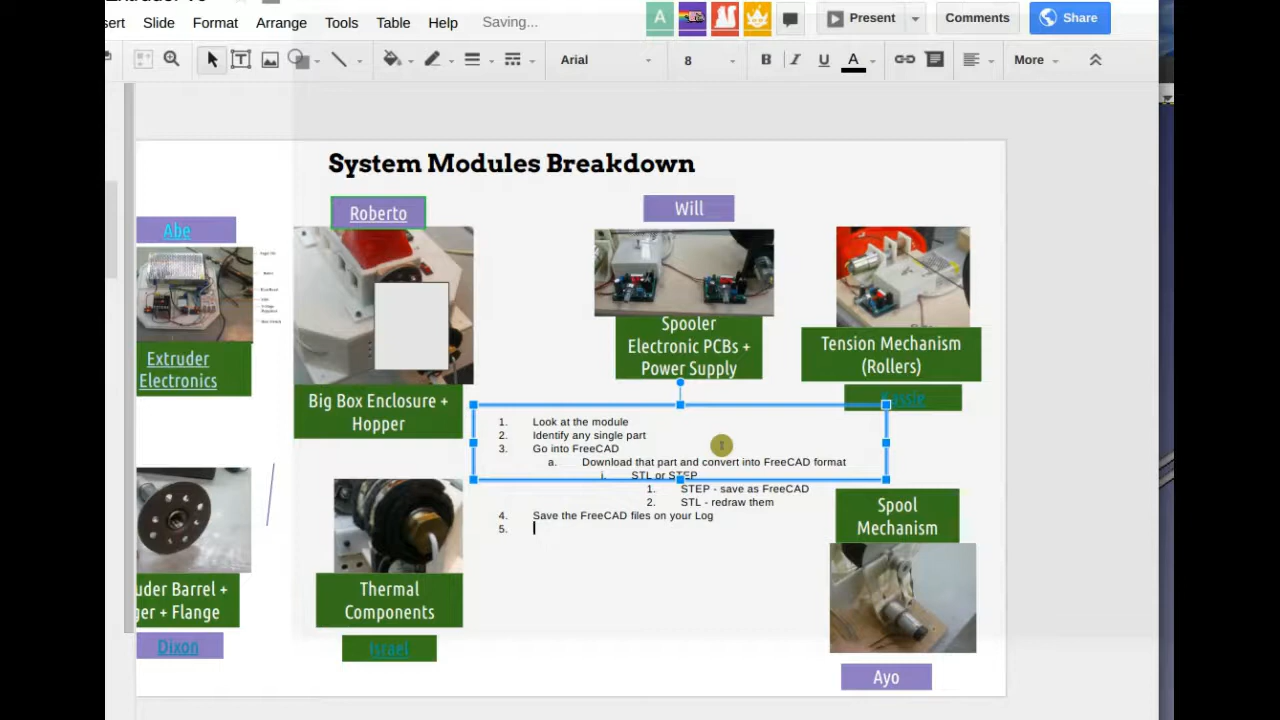 Slide Format Arrange Tools Table Help Saving...
A Present Comments Share
Arial 8 B I U A More
System Modules Breakdown
Roberto
Will
Abe
Extruder
Electronics
Big Box Enclosure +
Hopper
Spooler
Electronic PCBs +
Power Supply
Tension Mechanism
(Rollers)
1. Look at the module
2. Identify any single part
3. Go into FreeCAD
a. Download that part and convert into FreeCAD format
i. STL or STEP
1. STEP - save as FreeCAD
2. STL - redraw them
4. Save the FreeCAD files on your Log
5.
Spool
Mechanism
Barrel +
+ Flange
Dixon
Thermal
Components
Israel
Ayo